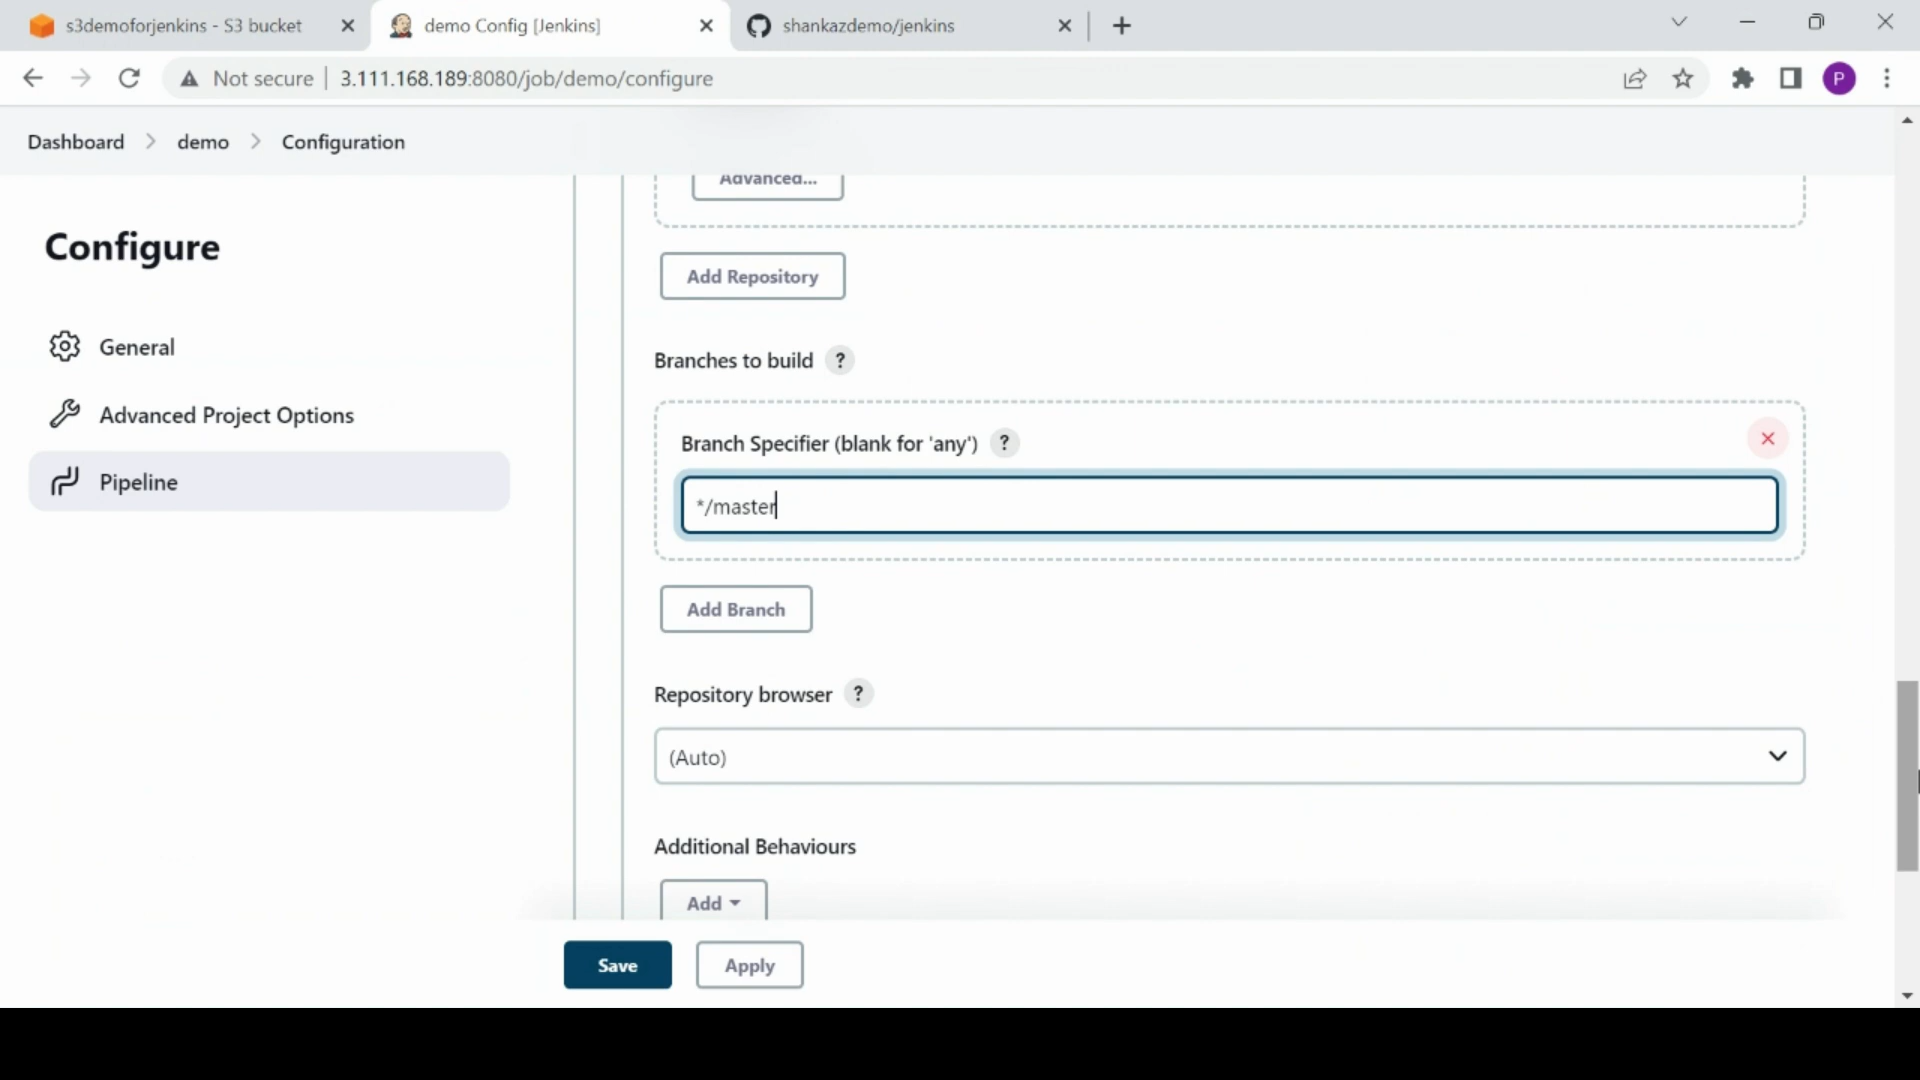 s3demoforjenkins - S3 bucket
demo Config [Jenkins]
shankazdemo/jenkins
Not secure
3.111.168.189:8080/job/demo/configure
P
Dashboard
demo
Configuration
Configure
General
Advanced Project Options
Pipeline
Advanced...
Add Repository
Branches to build ?
Branch Specifier (blank for 'any') ?
*/master
Add Branch
Repository browser ?
(Auto)
Additional Behaviours
Add
Save
Apply